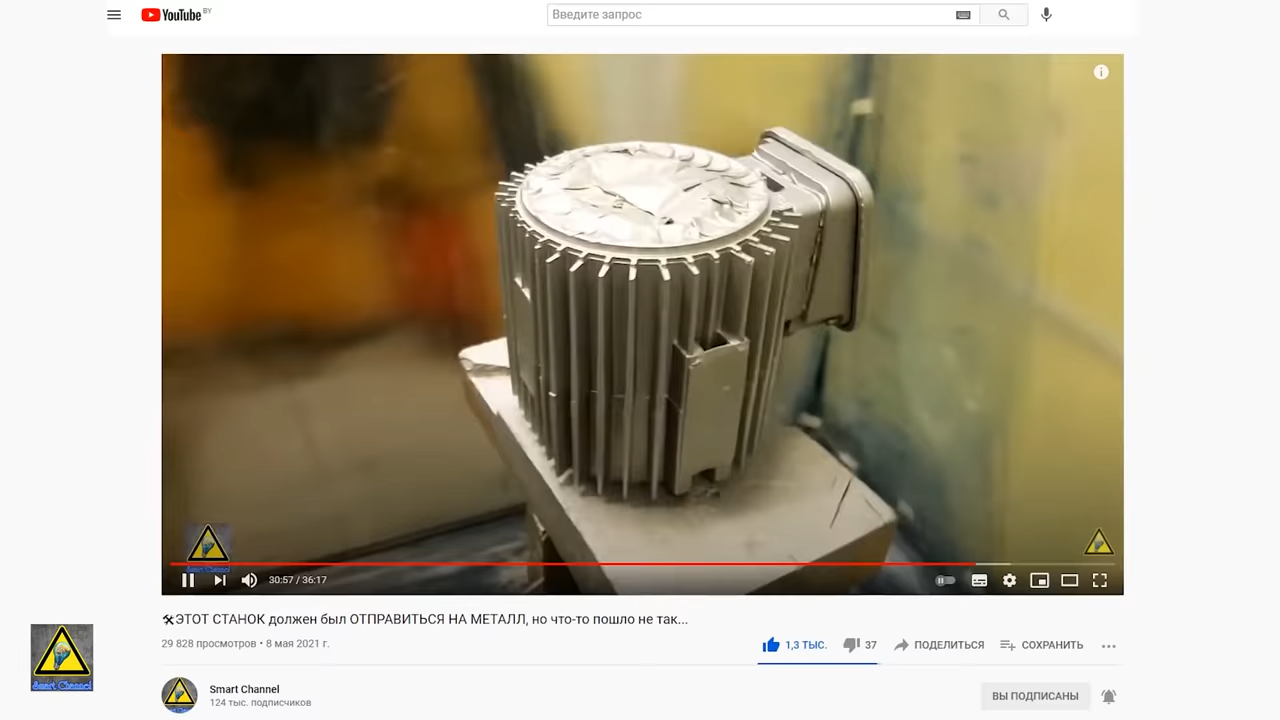 YouTube BY
Введите запрос
Smart Channel
30:57 / 36:17
🛠ЭТОТ СТАНОК должен был ОТПРАВИТЬСЯ НА МЕТАЛЛ, но что-то пошло не так...
29 828 просмотров • 8 мая 2021 г.
1,3 ТЫС.
37
ПОДЕЛИТЬСЯ
СОХРАНИТЬ
Smart Channel
Smart Channel
124 тыс. подписчиков
ВЫ ПОДПИСАНЫ